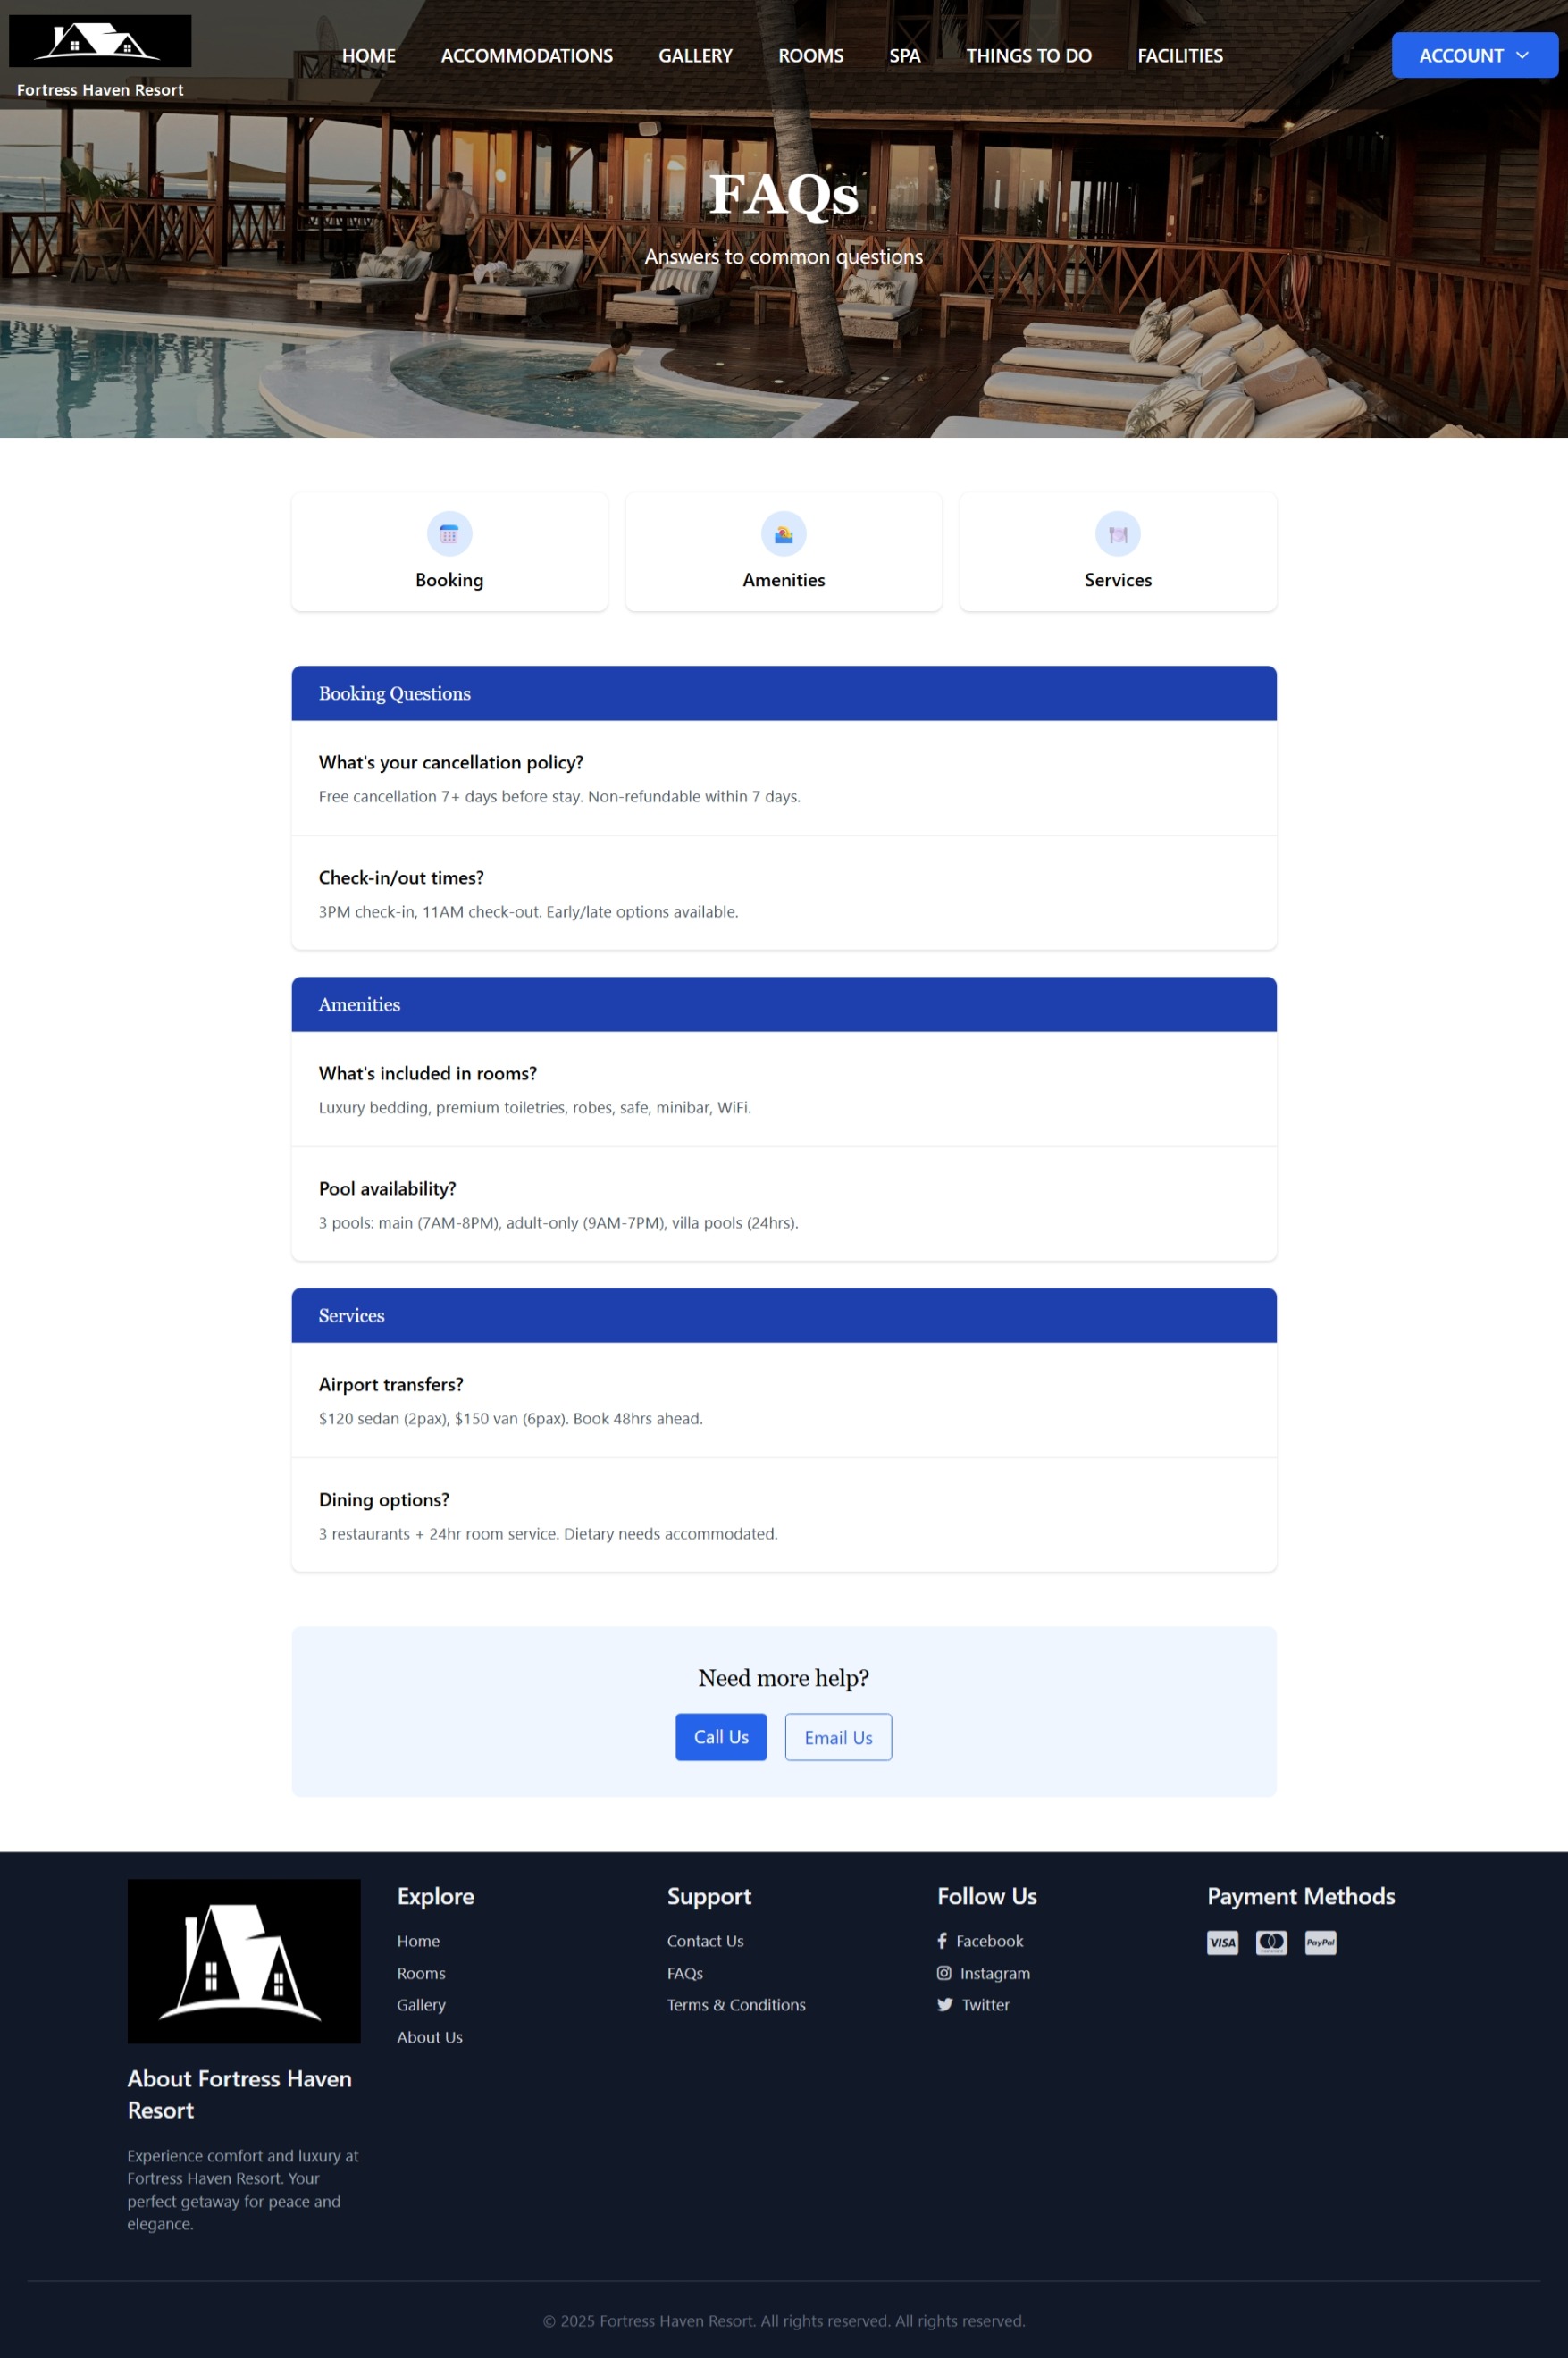 Fortress Haven Resort
HOME
ACCOMMODATIONS
GALLERY
ROOMS
SPA
THINGS TO DO
FACILITIES
ACCOUNT
FAQs
Answers to common questions
Booking
Amenities
Services
Booking Questions
What's your cancellation policy?
Free cancellation 7+ days before stay. Non-refundable within 7 days.
Check-in/out times?
3PM check-in, 11AM check-out. Early/late options available.
Amenities
What's included in rooms?
Luxury bedding, premium toiletries, robes, safe, minibar, WiFi.
Pool availability?
3 pools: main (7AM-8PM), adult-only (9AM-7PM), villa pools (24hrs).
Services
Airport transfers?
$120 sedan (2pax), $150 van (6pax). Book 48hrs ahead.
Dining options?
3 restaurants + 24hr room service. Dietary needs accommodated.
Need more help?
Call Us
Email Us
About Fortress Haven
Resort
Experience comfort and luxury at
Fortress Haven Resort. Your
perfect getaway for peace and
elegance.
Explore
Home
Rooms
Gallery
About Us
Support
Contact Us
FAQs
Terms & Conditions
Follow Us
Facebook
Instagram
Twitter
Payment Methods
VISA
PayPal
© 2025 Fortress Haven Resort. All rights reserved. All rights reserved.